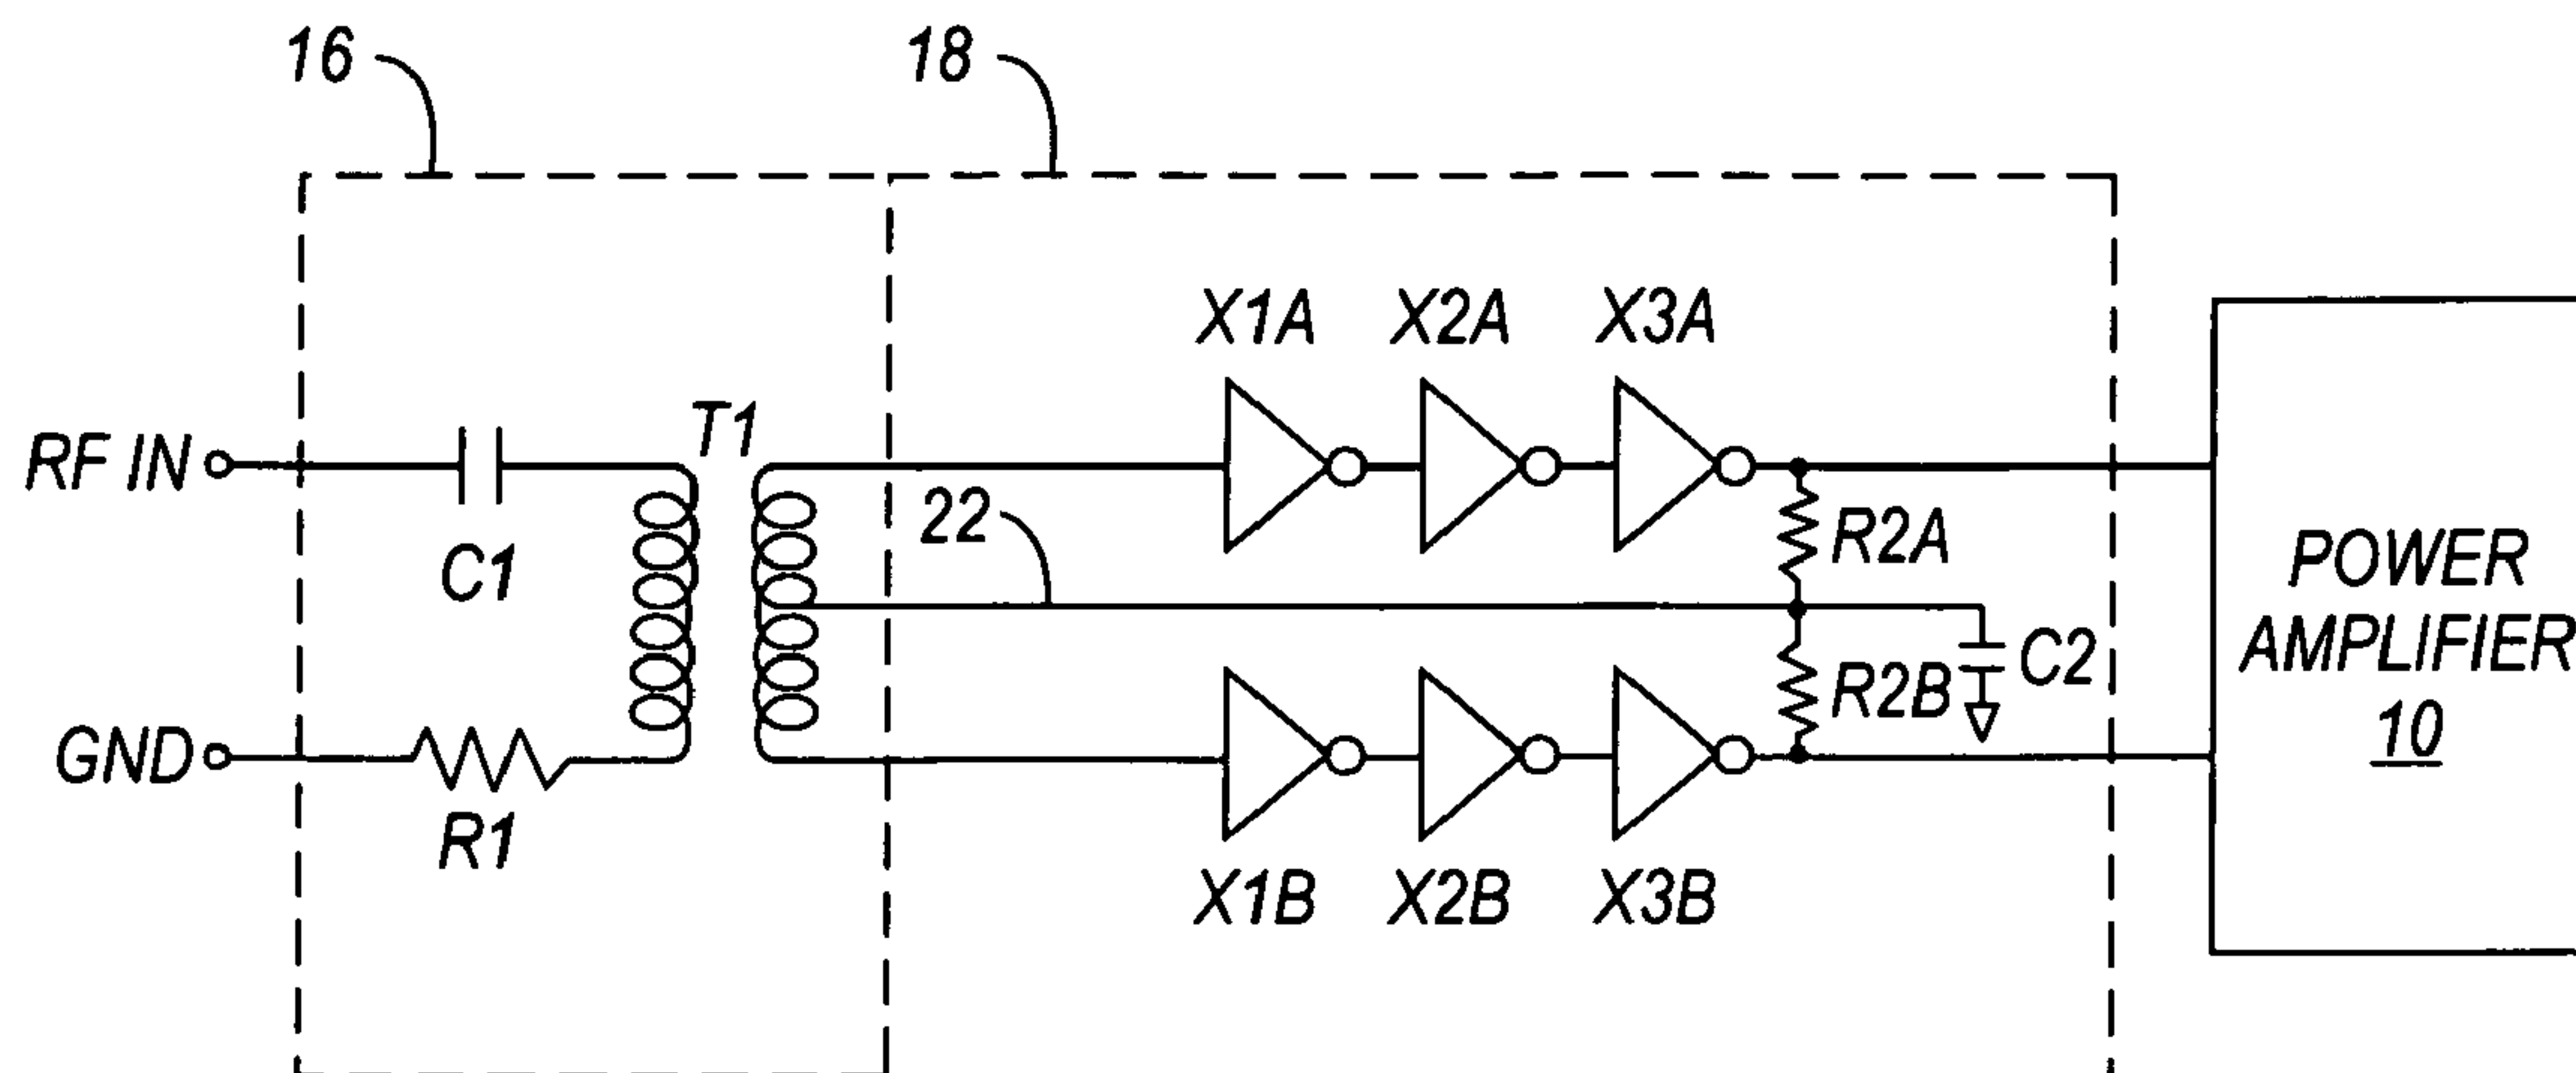 16
18
X1A
X2A
X3A
T1
RF IN
22
C1
R2A
POWER
AMPLIFIER
10
R2B
C2
GND
R1
X1B
X2B
X3B